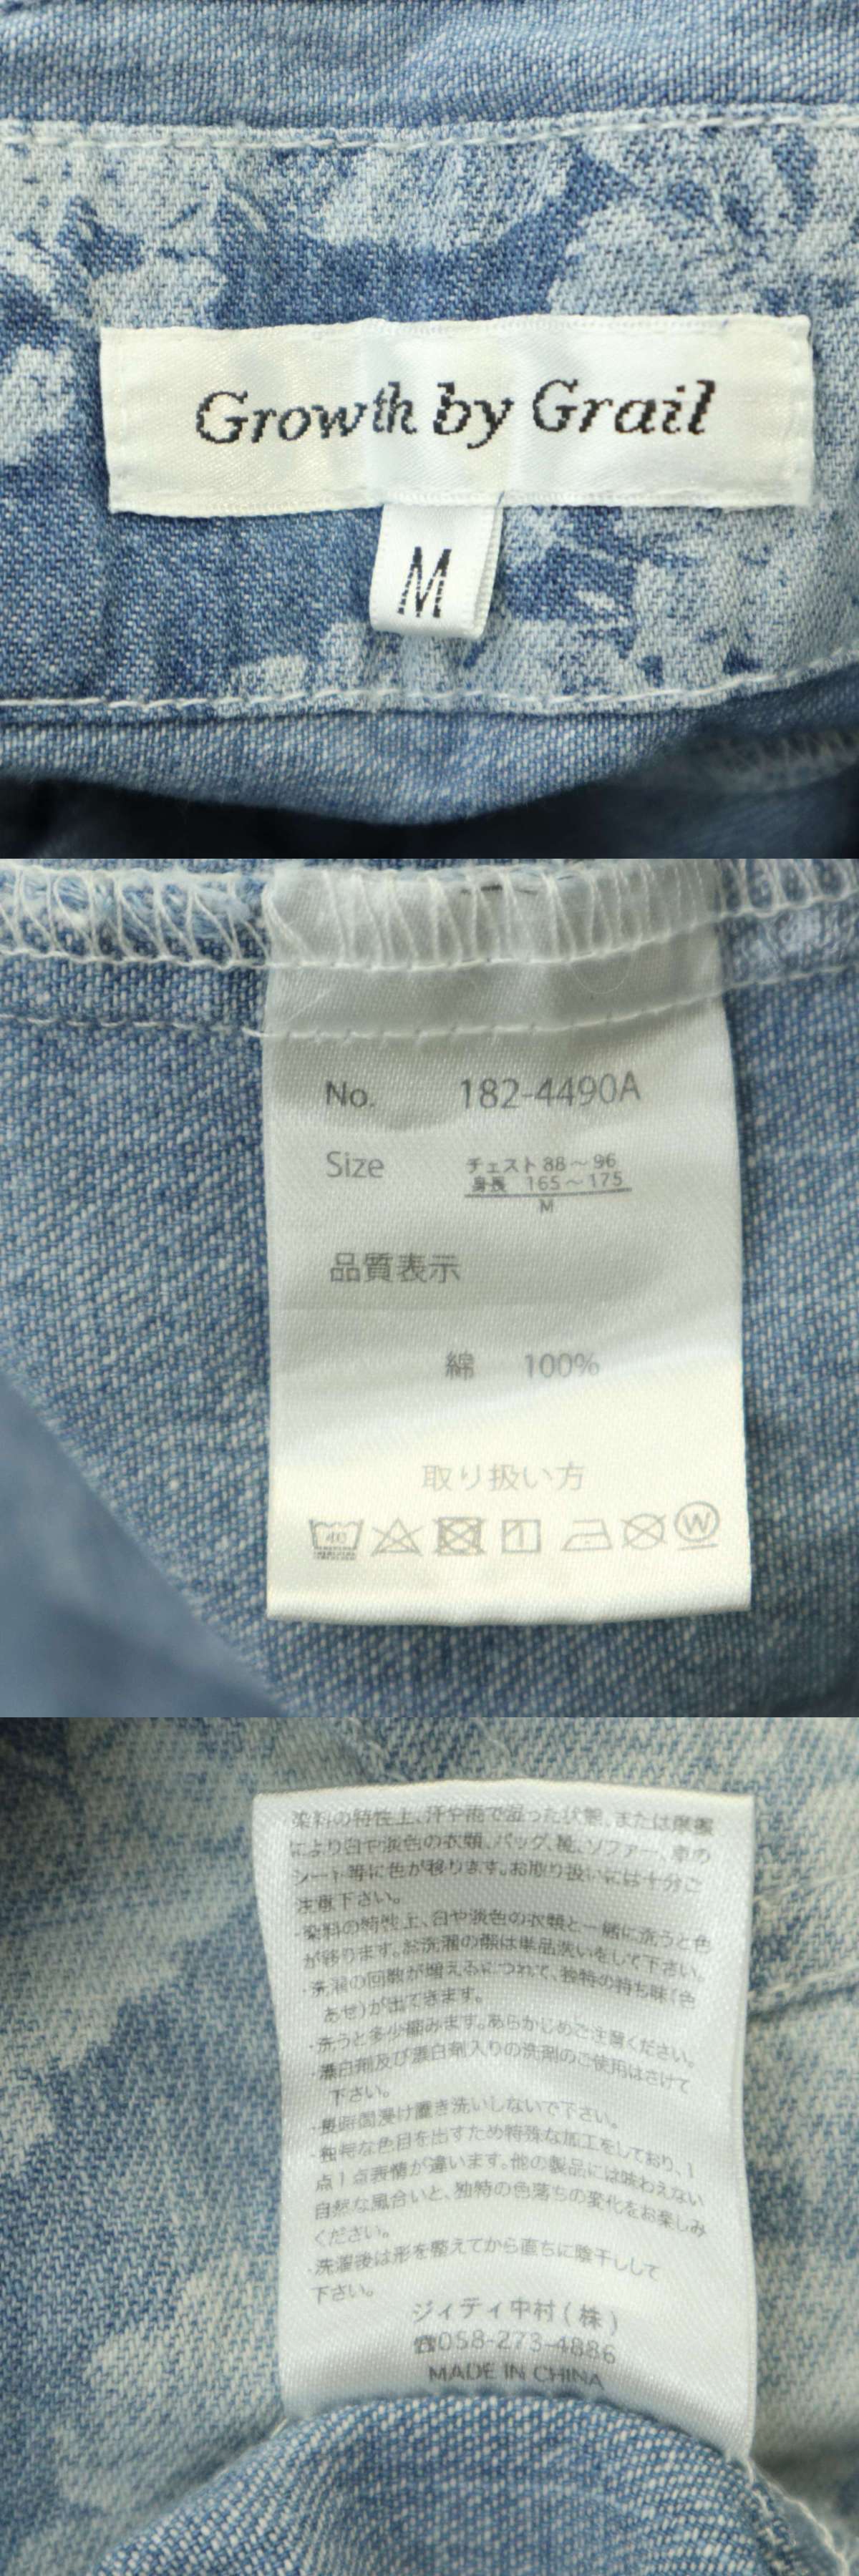 Growth by Grail
M
No. 182-4490A
Size チェスト 88～96
身長 165～175
M
品質表示
綿 100%
取り扱い方
40
W
染料の特性上、汗や雨で湿った状態、または摩擦
により白や淡色の衣類、バッグ、靴、ソファー、車の
シート等に色が移ります。お取り扱いには十分ご
注意下さい。
・染料の特性上、白や淡色の衣類と一緒に洗うと色
が移ります。お洗濯の際は単品洗いをして下さい。
・洗濯の回数が増えるにつれて、独特の持ち味（色
あせ）が出てきます。
・洗うと多少縮みます。あらかじめご注意ください。
・漂白剤及び漂白剤入りの洗剤のご使用はさけて
下さい。
・長時間浸け置き洗いしないで下さい。
・独特な色目を出すため特殊な加工をしており、1
点1点表情が違います。他の製品には味わえない
自然な風合いと、独特の色落ちの変化をお楽しみ
ください。
・洗濯後は形を整えてから直ちに陰干しして
下さい。
ジィティ中村(株)
☎058-273-4886
MADE IN CHINA